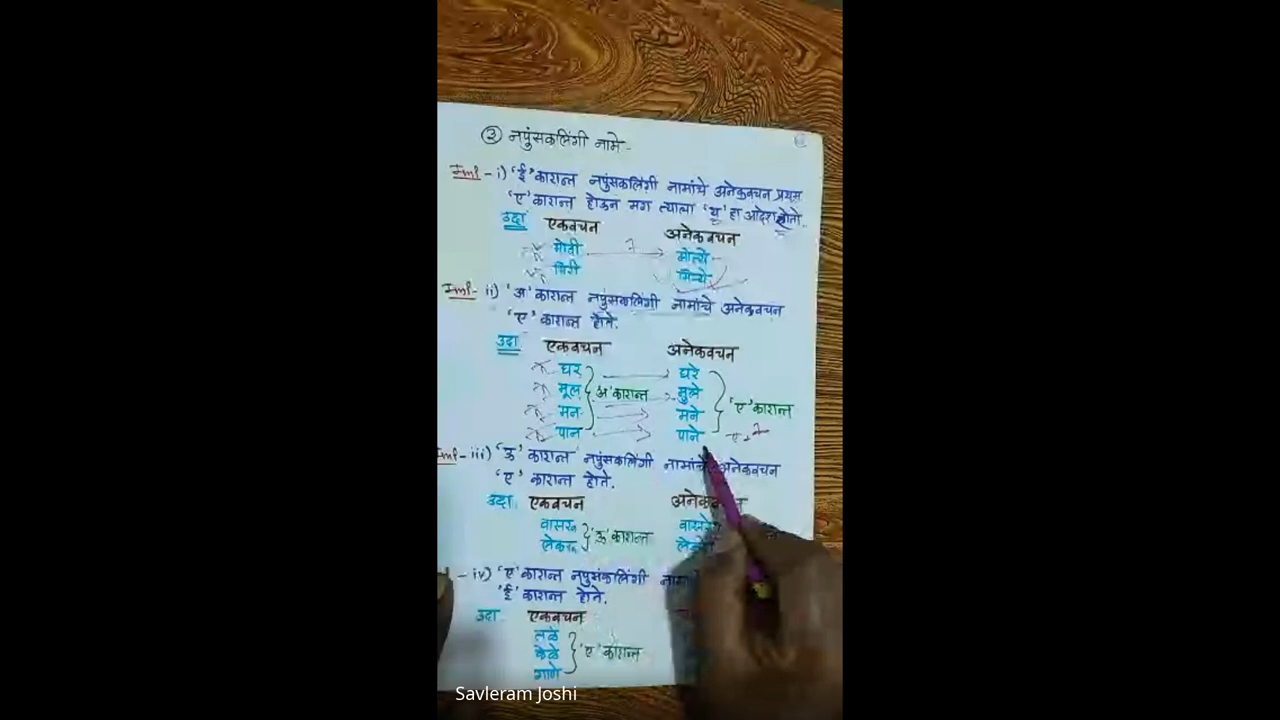 ③ नपुंसकलिंगी नामे -
Imp - i) 'ई' कारान्त नपुंसकलिंगी नामांचे अनेकवचन प्रथम
'ए' कारान्त होऊन मग त्याला 'य्' हा आदेश होतो.
उदा एकवचन अनेकवचन
मोती मोत्ये
मिरी मिर्‍ये
Imp - ii) 'अ' कारान्त नपुंसकलिंगी नामांचे अनेकवचन
'ए' कारान्त होते.
उदा एकवचन अनेकवचन
घर घरे
मूल 'अ' कारान्त मुले
मन मने 'ए' कारान्त
पान पाने
Imp - iii) 'ऊ' कारान्त नपुंसकलिंगी नामांचे अनेकवचन
'ए' कारान्त होते.
उदा. एकवचन
वासरू 'ऊ' कारान्त
लेकरू
- iv) 'ए' कारान्त नपुसंकलिंगी
'ई' कारान्त होते.
उदा एकवचन
तळे
केळे 'ए' कारान्त
गाणे
Savleram Joshi